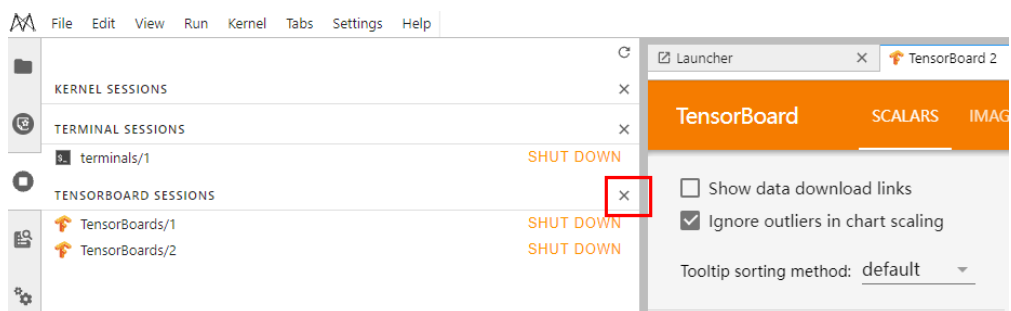 File Edit View Run Kernel Tabs Settings Help
KERNEL SESSIONS
TERMINAL SESSIONS
terminals/1 SHUT DOWN
TENSORBOARD SESSIONS
TensorBoards/1 SHUT DOWN
TensorBoards/2 SHUT DOWN
Launcher TensorBoard 2
TensorBoard SCALARS IMAG
Show data download links
Ignore outliers in chart scaling
Tooltip sorting method: default